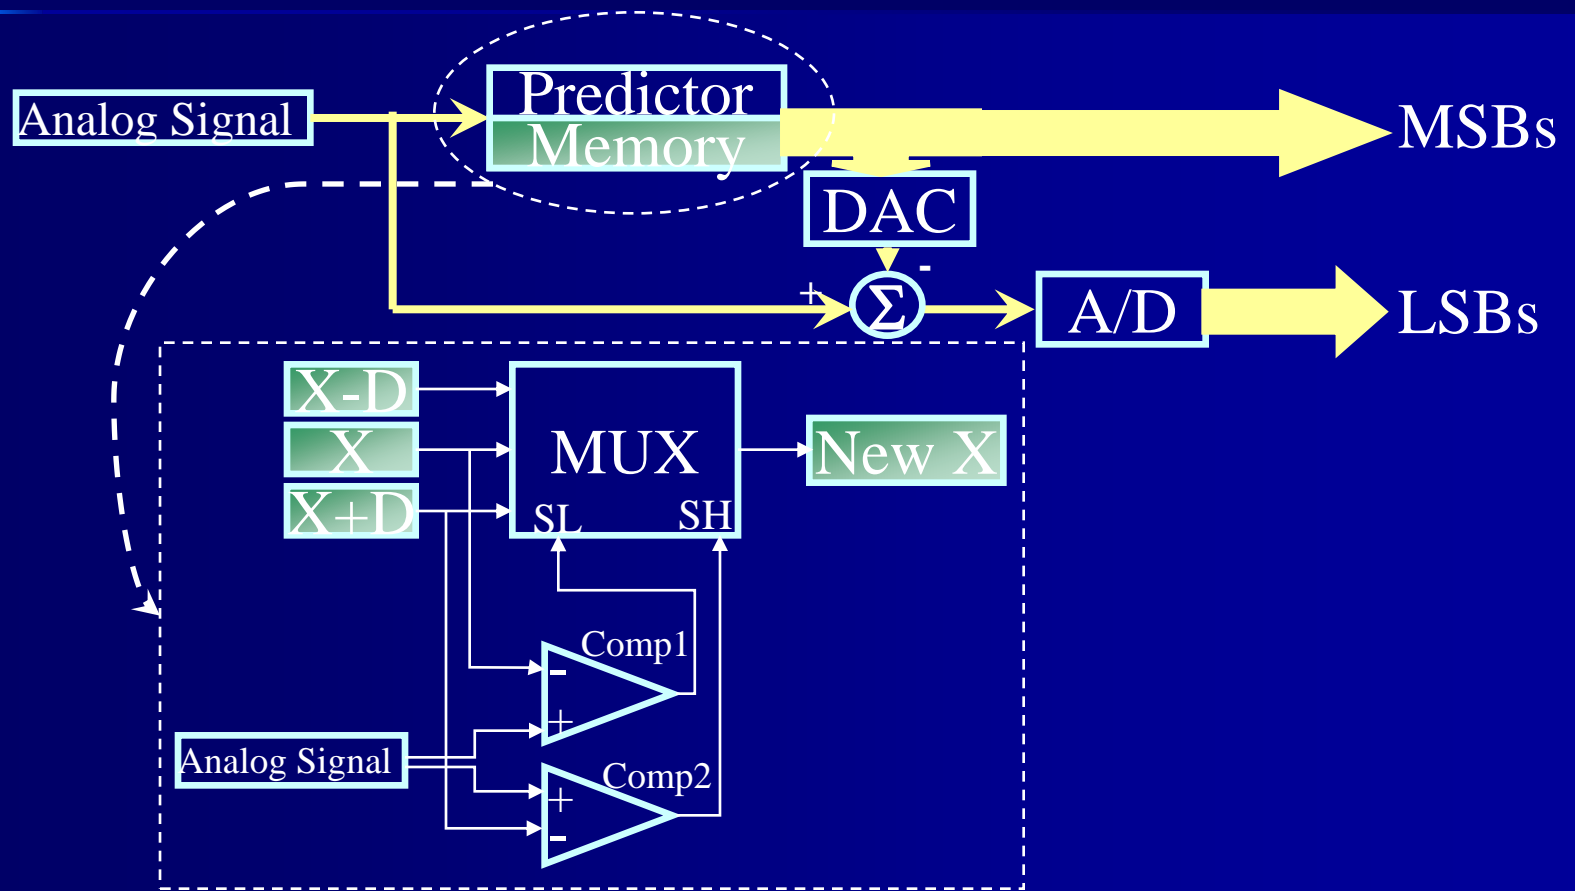 Analog Signal
Predictor
Memory
MSBs
DAC
-
+
Σ
A/D
LSBs
X-D
X
X+D
MUX
SL
SH
New X
Comp1
-
+
Analog Signal
Comp2
+
-